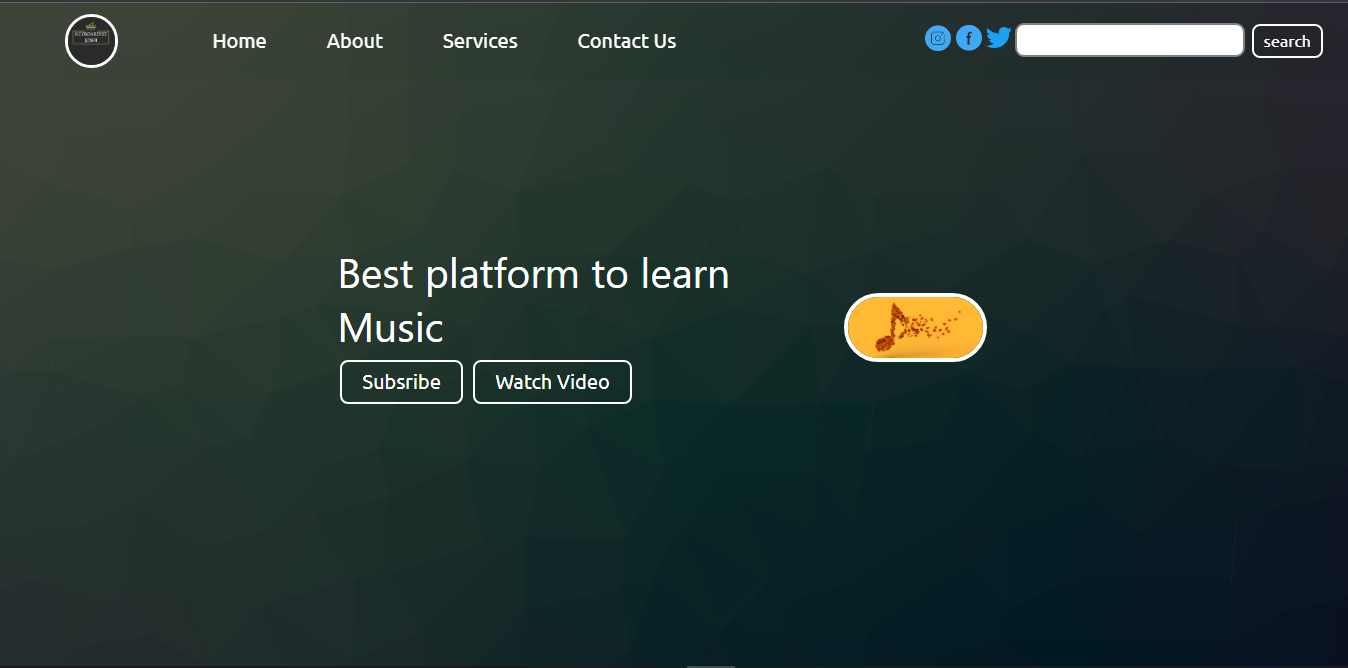 KEYBOARDIST
JOSHI
Home About Services Contact Us search
Best platform to learn
Music
Subsribe Watch Video